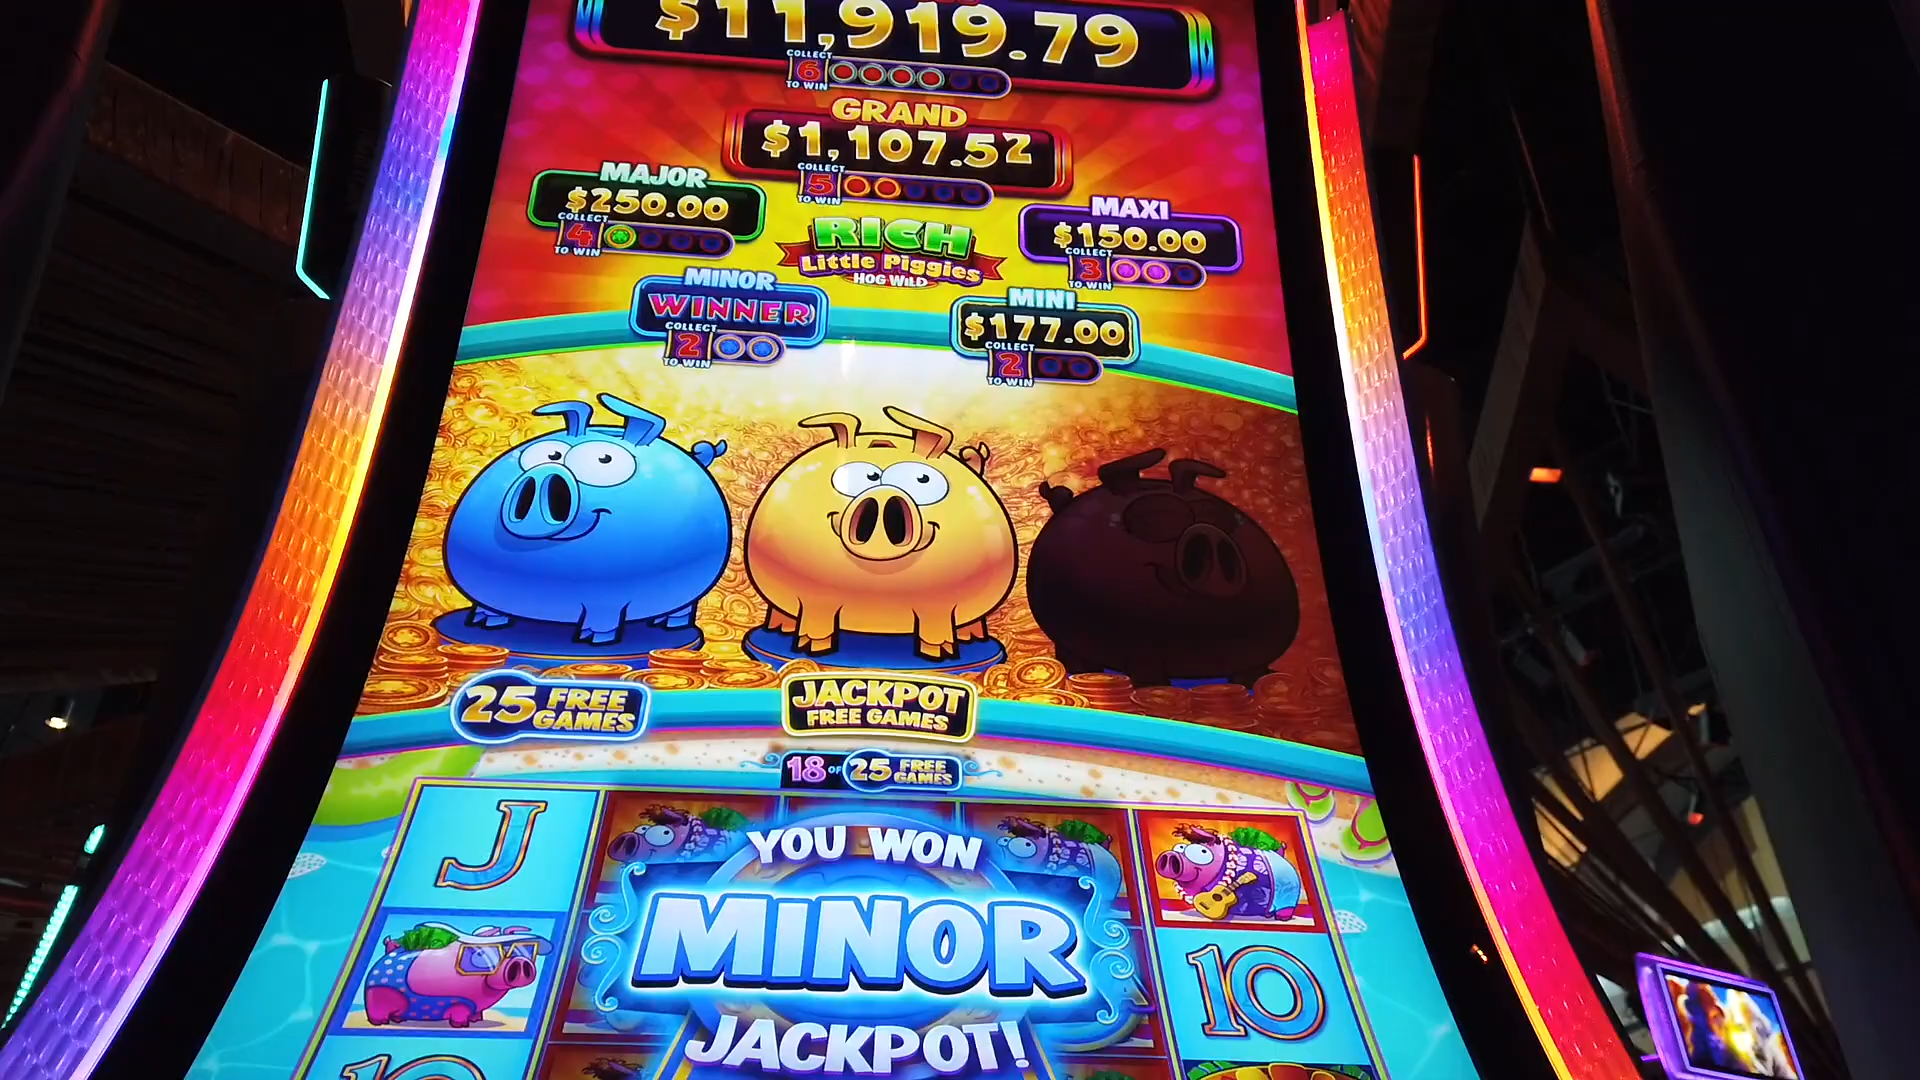 $11,919.79
COLLECT
6
TO WIN
GRAND
$1,107.52
COLLECT
5
TO WIN
MAJOR
$250.00
COLLECT
4
TO WIN
MAXI
$150.00
COLLECT
3
TO WIN
RICH
Little Piggies
HOG WILD
MINOR
WINNER
COLLECT
2
TO WIN
MINI
$177.00
COLLECT
2
TO WIN
25 FREE GAMES
JACKPOT
FREE GAMES
18 OF 25 FREE GAMES
J
YOU WON
MINOR
JACKPOT!
10
10